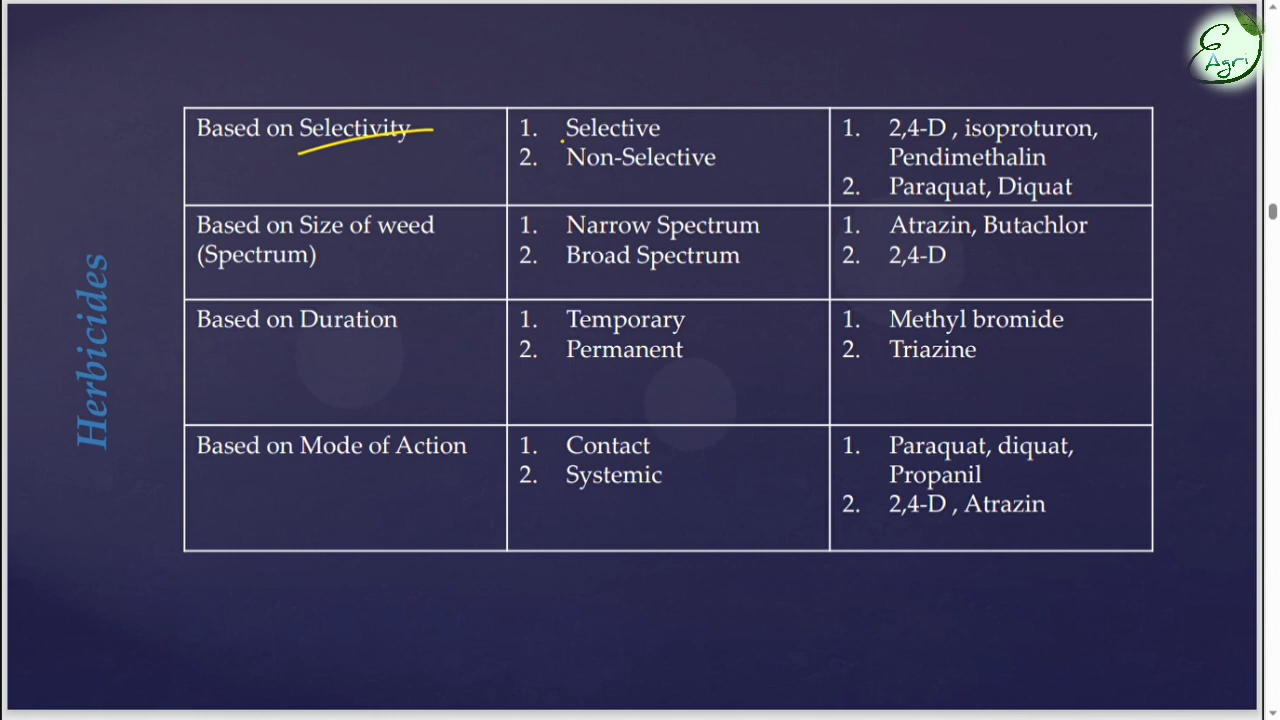 E
Agri
Herbicides
Based on Selectivity
1. Selective
2. Non-Selective
1. 2,4-D , isoproturon,
Pendimethalin
2. Paraquat, Diquat
Based on Size of weed
(Spectrum)
1. Narrow Spectrum
2. Broad Spectrum
1. Atrazin, Butachlor
2. 2,4-D
Based on Duration
1. Temporary
2. Permanent
1. Methyl bromide
2. Triazine
Based on Mode of Action
1. Contact
2. Systemic
1. Paraquat, diquat,
Propanil
2. 2,4-D , Atrazin